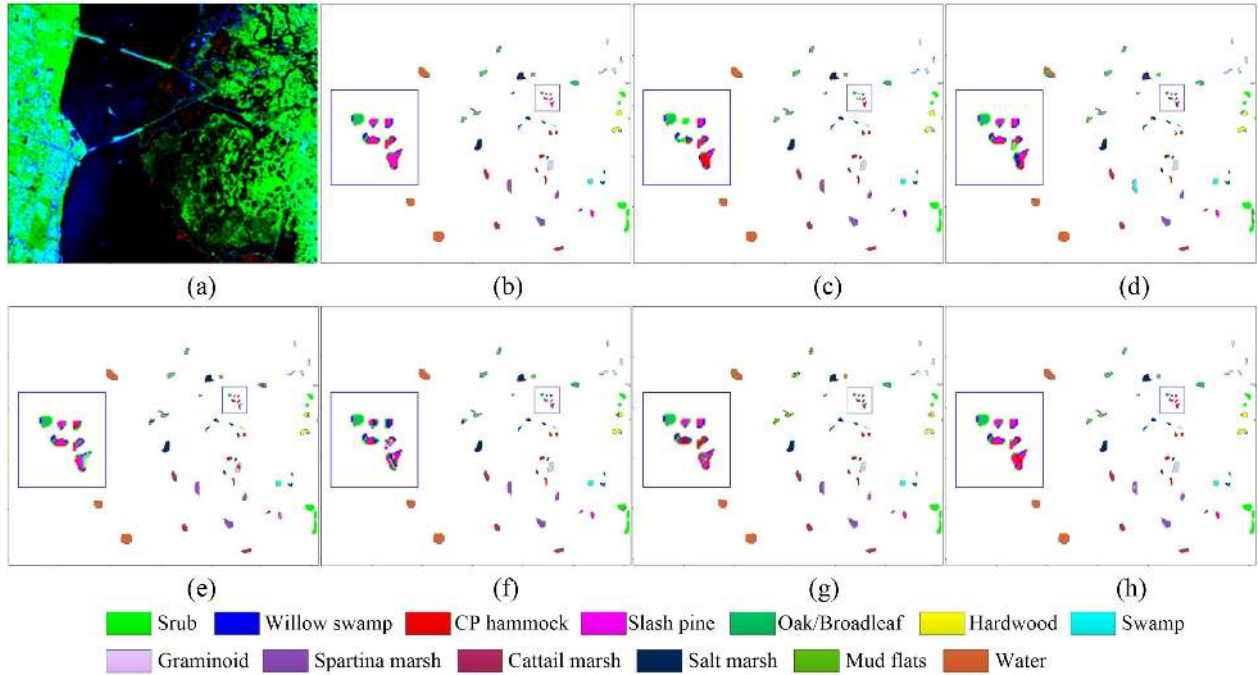 (a) (b) (c) (d)
(e) (f) (g) (h)
Srub Willow swamp CP hammock Slash pine Oak/Broadleaf Hardwood Swamp
Graminoid Spartina marsh Cattail marsh Salt marsh Mud flats Water